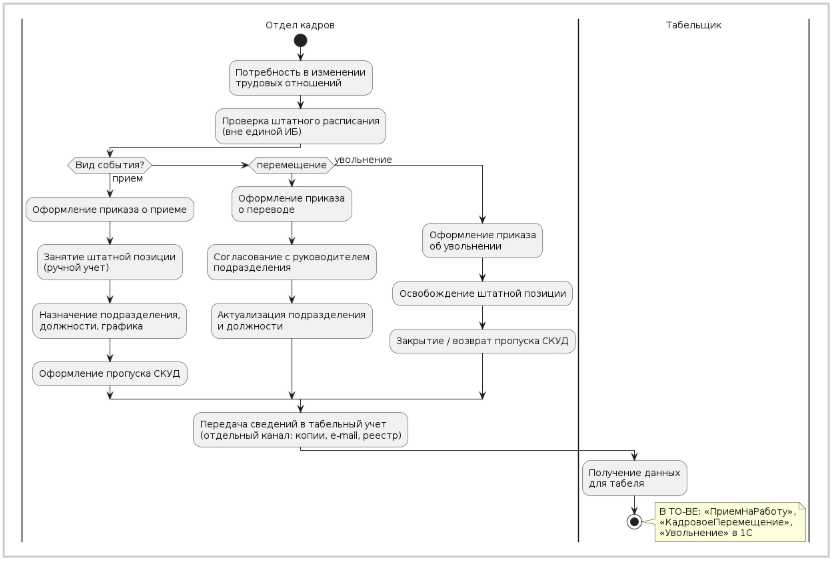 Отдел кадров
Табельщик
Потребность в изменении
трудовых отношений
Проверка штатного расписания
(вне единой ИБ)
Вид события?
прием
перемещение
увольнение
Оформление приказа о приеме
Занятие штатной позиции
(ручной учет)
Назначение подразделения,
должности, графика
Оформление пропуска СКУД
Оформление приказа
о переводе
Согласование с руководителем
подразделения
Актуализация подразделения
и должности
Оформление приказа
об увольнении
Освобождение штатной позиции
Закрытие / возврат пропуска СКУД
Передача сведений в табельный учет
(отдельный канал: копии, e-mail, реестр)
Получение данных
для табеля
В TO-BE: «ПриемНаРаботу»,
«КадровоеПеремещение»,
«Увольнение» в 1С